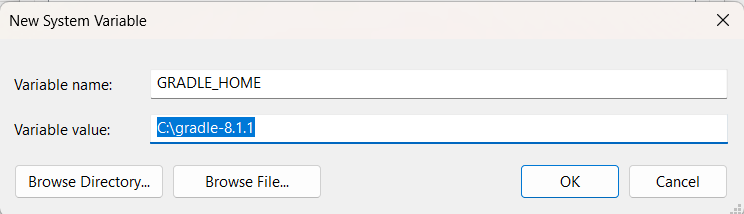 New System Variable
Variable name: GRADLE_HOME
Variable value: C:\gradle-8.1.1
Browse Directory... Browse File... OK Cancel